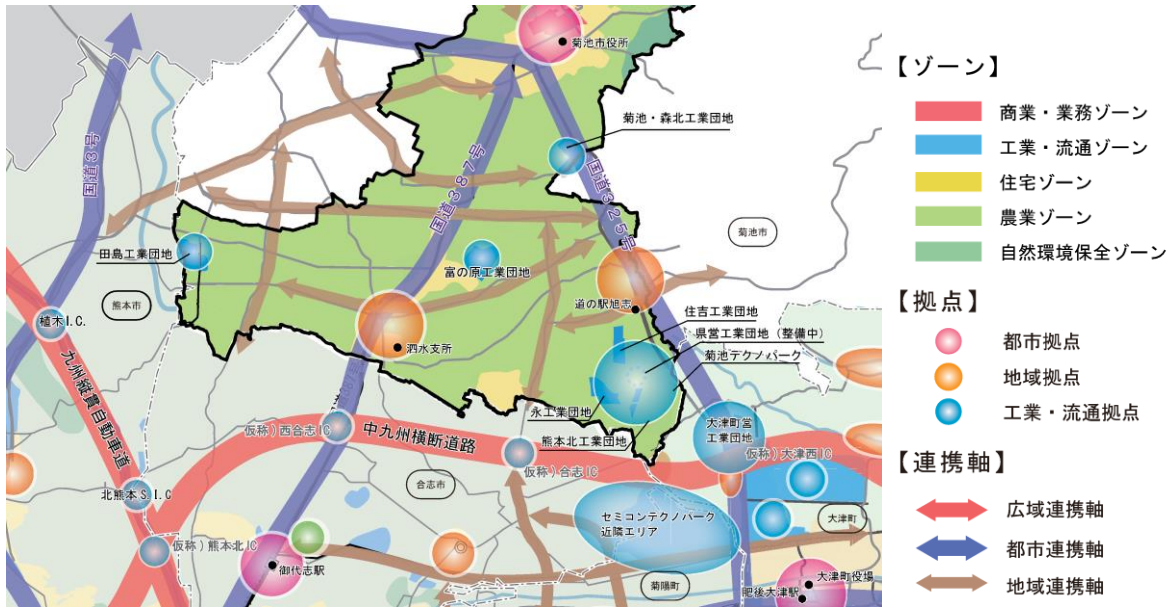 菊池市役所
菊池・森北工業団地
国道3号
国道387号
国道325号
菊池市
田島工業団地
富の原工業団地
熊本市
道の駅旭志
植木I.C.
住吉工業団地
県営工業団地（整備中）
菊池テクノパーク
泗水支所
九州縦貫自動車道
永工業団地
大津町営
工業団地
仮称）西合志IC
中九州横断道路
熊本北工業団地
仮称）大津西IC
仮称）合志IC
北熊本S.I.C
合志市
セミコンテクノパーク
近隣エリア
大津町
仮称）熊本北IC
御代志駅
菊陽町
大津町役場
肥後大津駅
【ゾーン】
商業・業務ゾーン
工業・流通ゾーン
住宅ゾーン
農業ゾーン
自然環境保全ゾーン
【拠点】
都市拠点
地域拠点
工業・流通拠点
【連携軸】
広域連携軸
都市連携軸
地域連携軸